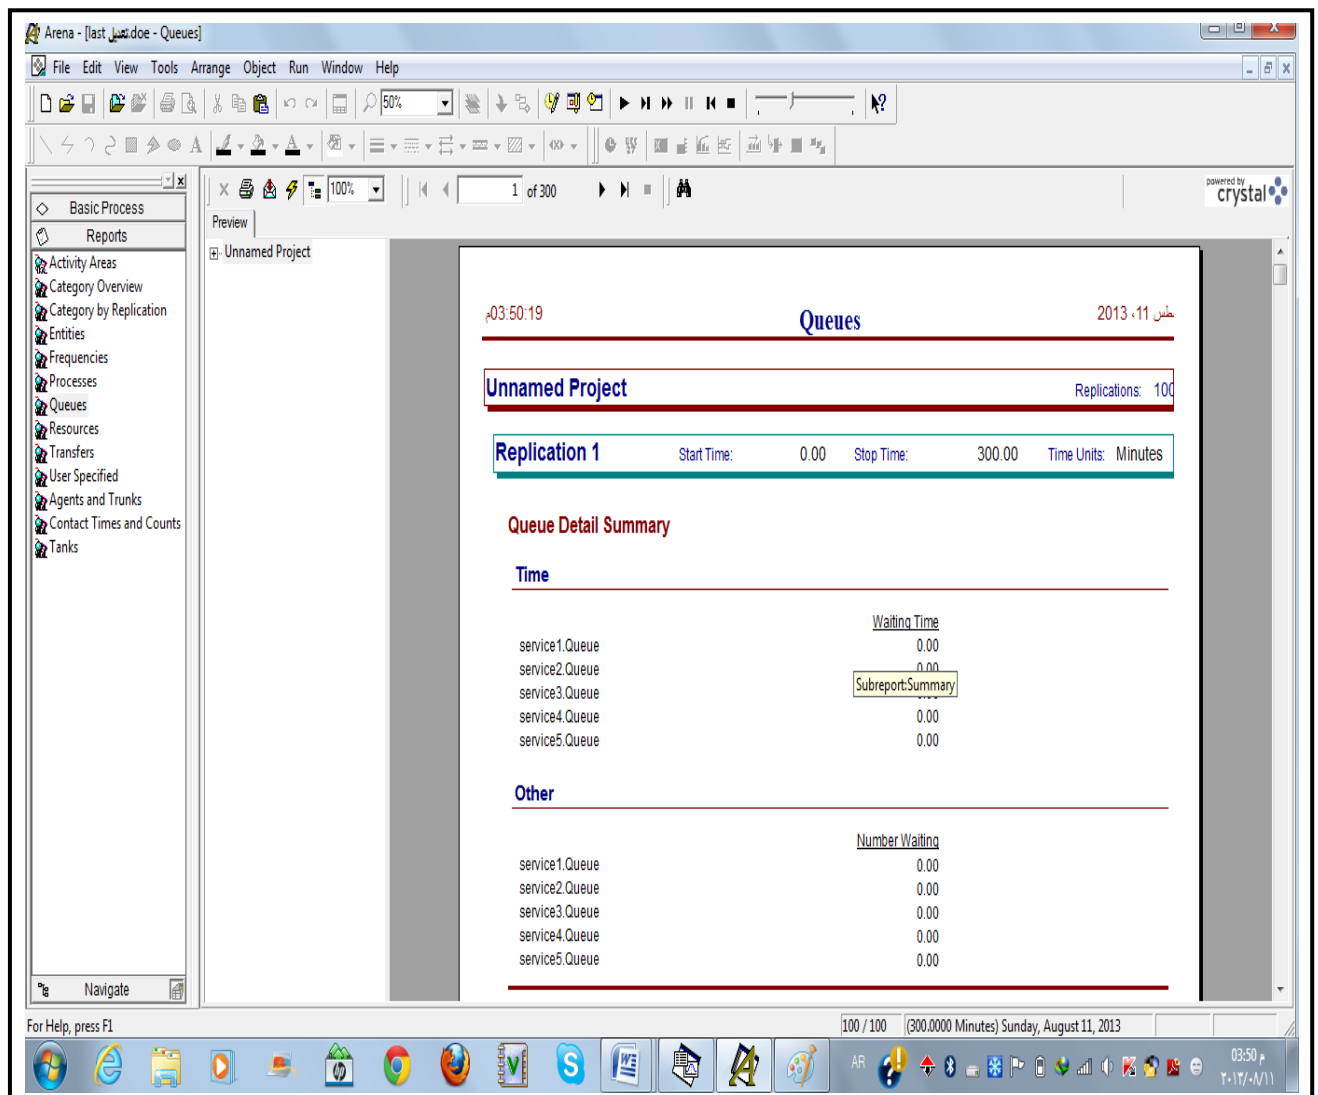 Arena - [last تعديل.doe - Queues]
File Edit View Tools Arrange Object Run Window Help
50%
Basic Process
Reports
Activity Areas
Category Overview
Category by Replication
Entities
Frequencies
Processes
Queues
Resources
Transfers
User Specified
Agents and Trunks
Contact Times and Counts
Tanks
Navigate
100%
1 of 300
powered by
crystal
Preview
Unnamed Project
03:50:19م
Queues
2013 ،11
Unnamed Project
Replications: 100
Replication 1 Start Time: 0.00 Stop Time: 300.00 Time Units: Minutes
Queue Detail Summary
Time
Waiting Time
service1.Queue 0.00
service2.Queue 0.00
Subreport:Summary
service3.Queue
service4.Queue 0.00
service5.Queue 0.00
Other
Number Waiting
service1.Queue 0.00
service2.Queue 0.00
service3.Queue 0.00
service4.Queue 0.00
service5.Queue 0.00
For Help, press F1
100 / 100 (300.0000 Minutes) Sunday, August 11, 2013
AR
03:50 م
٢٠١٣/٠٨/١١